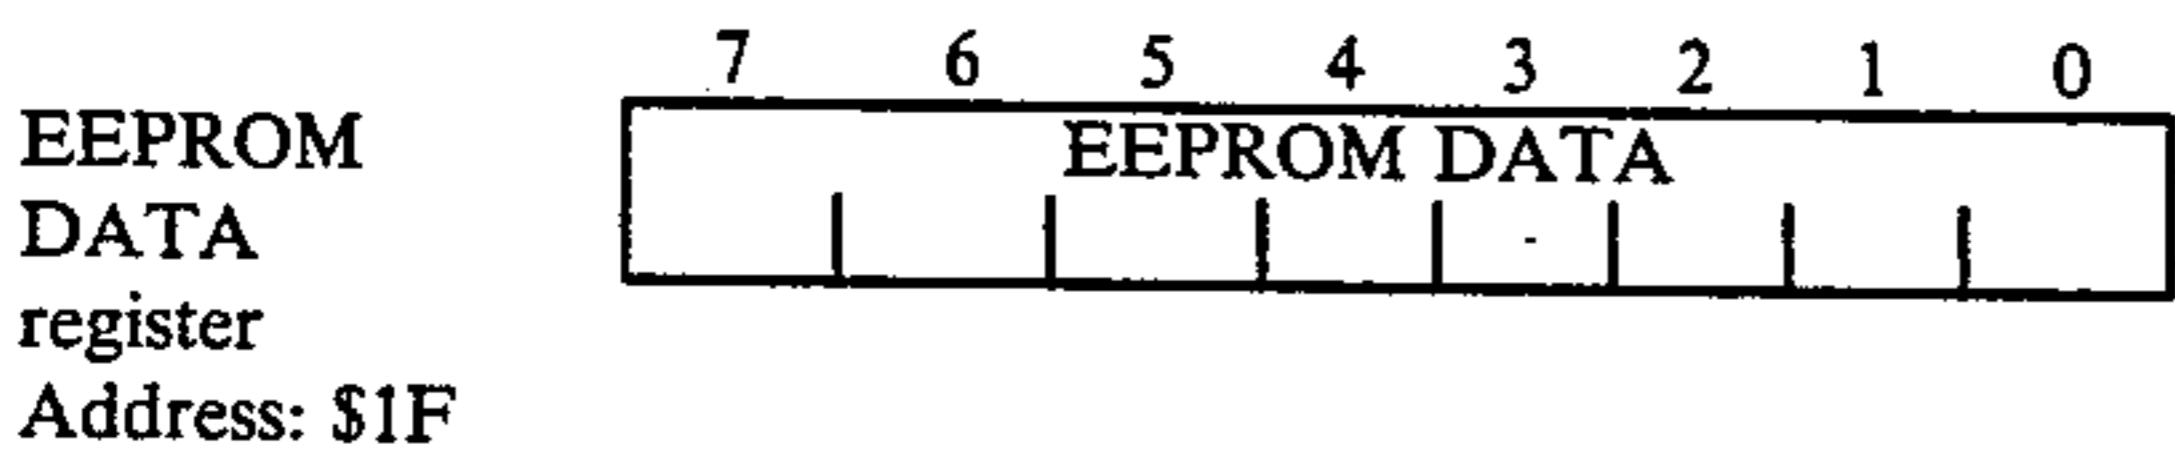 7 6 5 4 3 2 1 0
EEPROM DATA
EEPROM
DATA
register
Address: $1F